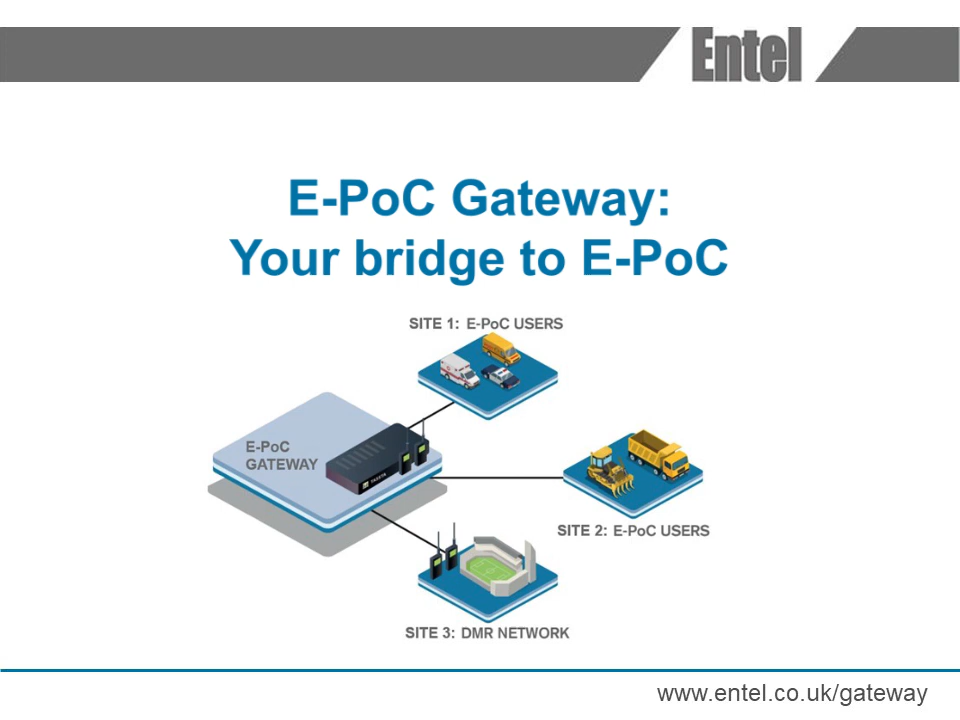 Entel
E-PoC Gateway:
Your bridge to E-PoC
SITE 1: E-PoC USERS
E-PoC
GATEWAY
SITE 2: E-PoC USERS
SITE 3: DMR NETWORK
www.entel.co.uk/gateway